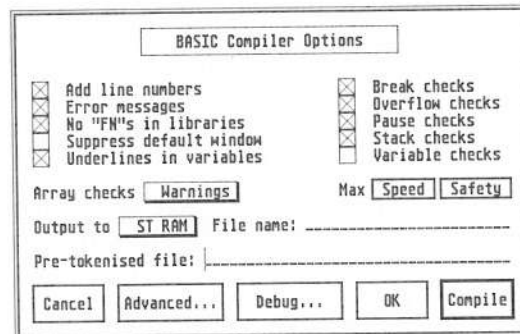 BASIC Compiler Options
Add line numbers
Error messages
No "FN"s in libraries
Suppress default window
Underlines in variables
Break checks
Overflow checks
Pause checks
Stack checks
Variable checks
Array checks Warnings Max Speed Safety
Output to ST RAM File name:
Pre-tokenised file:
Cancel Advanced... Debug... OK Compile